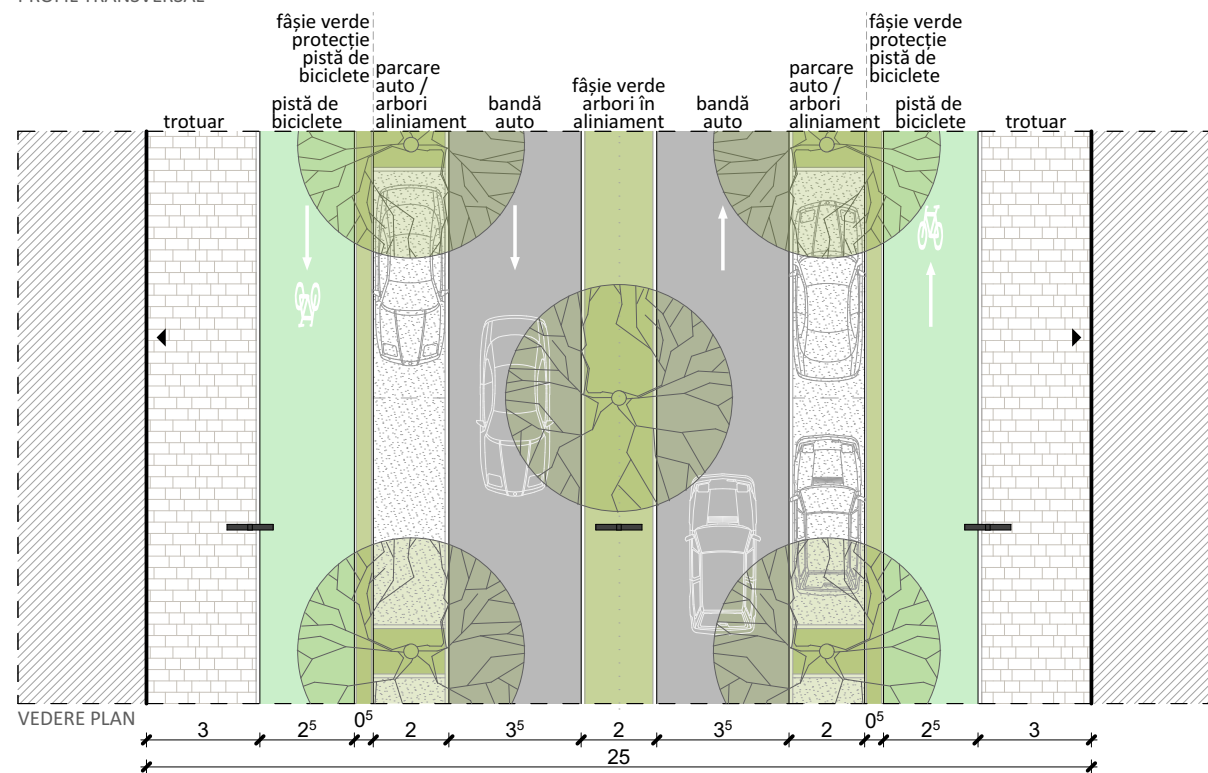 fâșie verde
protecție
pistă de
biciclete
pistă de
biciclete
trotuar
parcare
auto /
arbori
aliniament
bandă
auto
fâșie verde
arbori în
aliniament
bandă
auto
parcare
auto /
arbori
aliniament
fâșie verde
protecție
pistă de
biciclete
pistă de
biciclete
trotuar
VEDERE PLAN
3 2⁵ 0⁵ 2 3⁵ 2 3⁵ 2 0⁵ 2⁵ 3
25